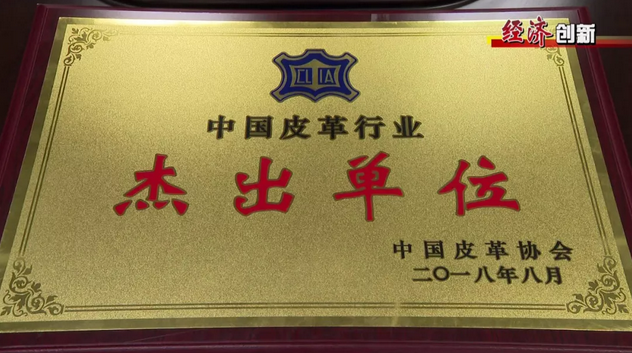 经济创新
CLIA
中国皮革行业
杰出单位
中国皮革协会
二〇一八年八月